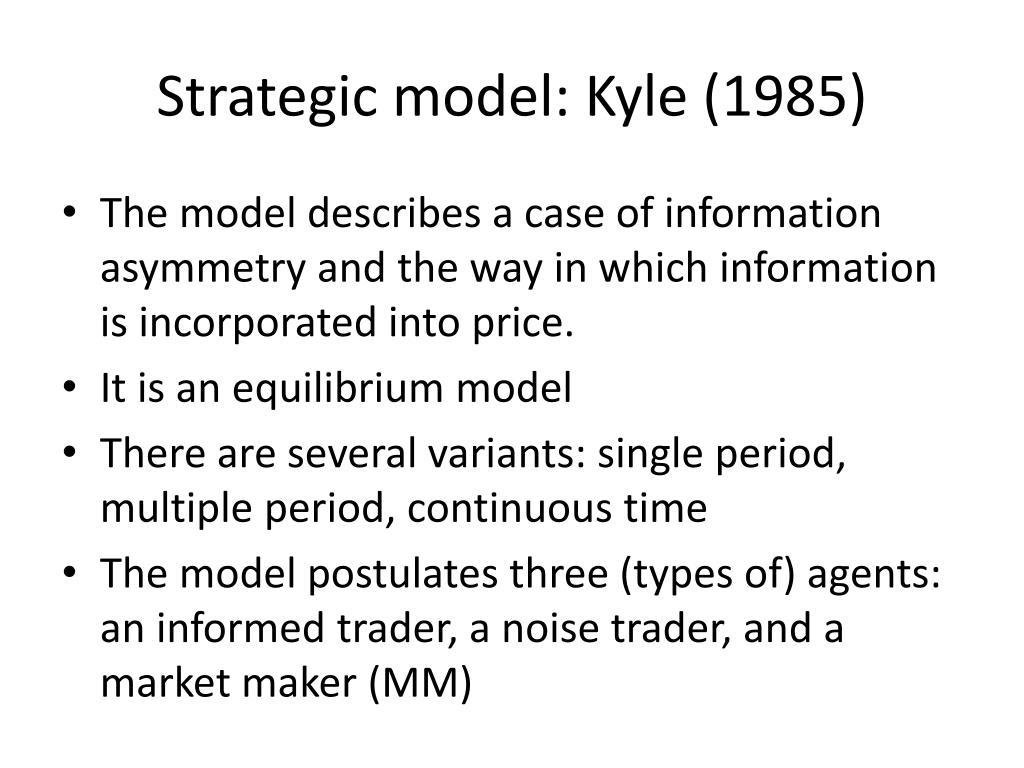 Strategic model: Kyle (1985)
• The model describes a case of information
asymmetry and the way in which information
is incorporated into price.
• It is an equilibrium model
• There are several variants: single period,
multiple period, continuous time
• The model postulates three (types of) agents:
an informed trader, a noise trader, and a
market maker (MM)